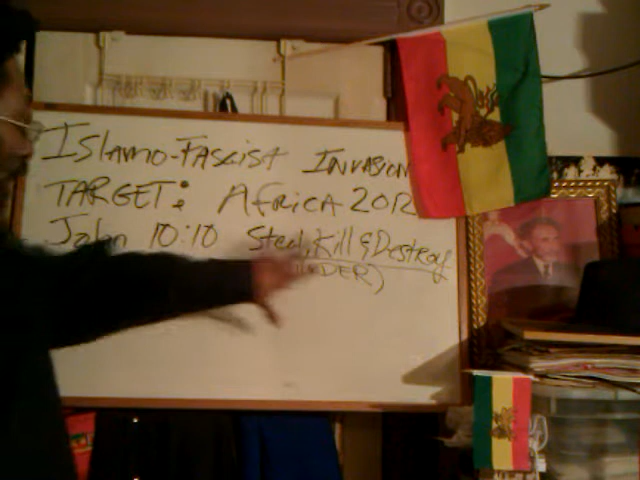 Islamo-Fascist Invasion
TARGET: AFRICA 2012
John 10:10 Steal, Kill & Destroy